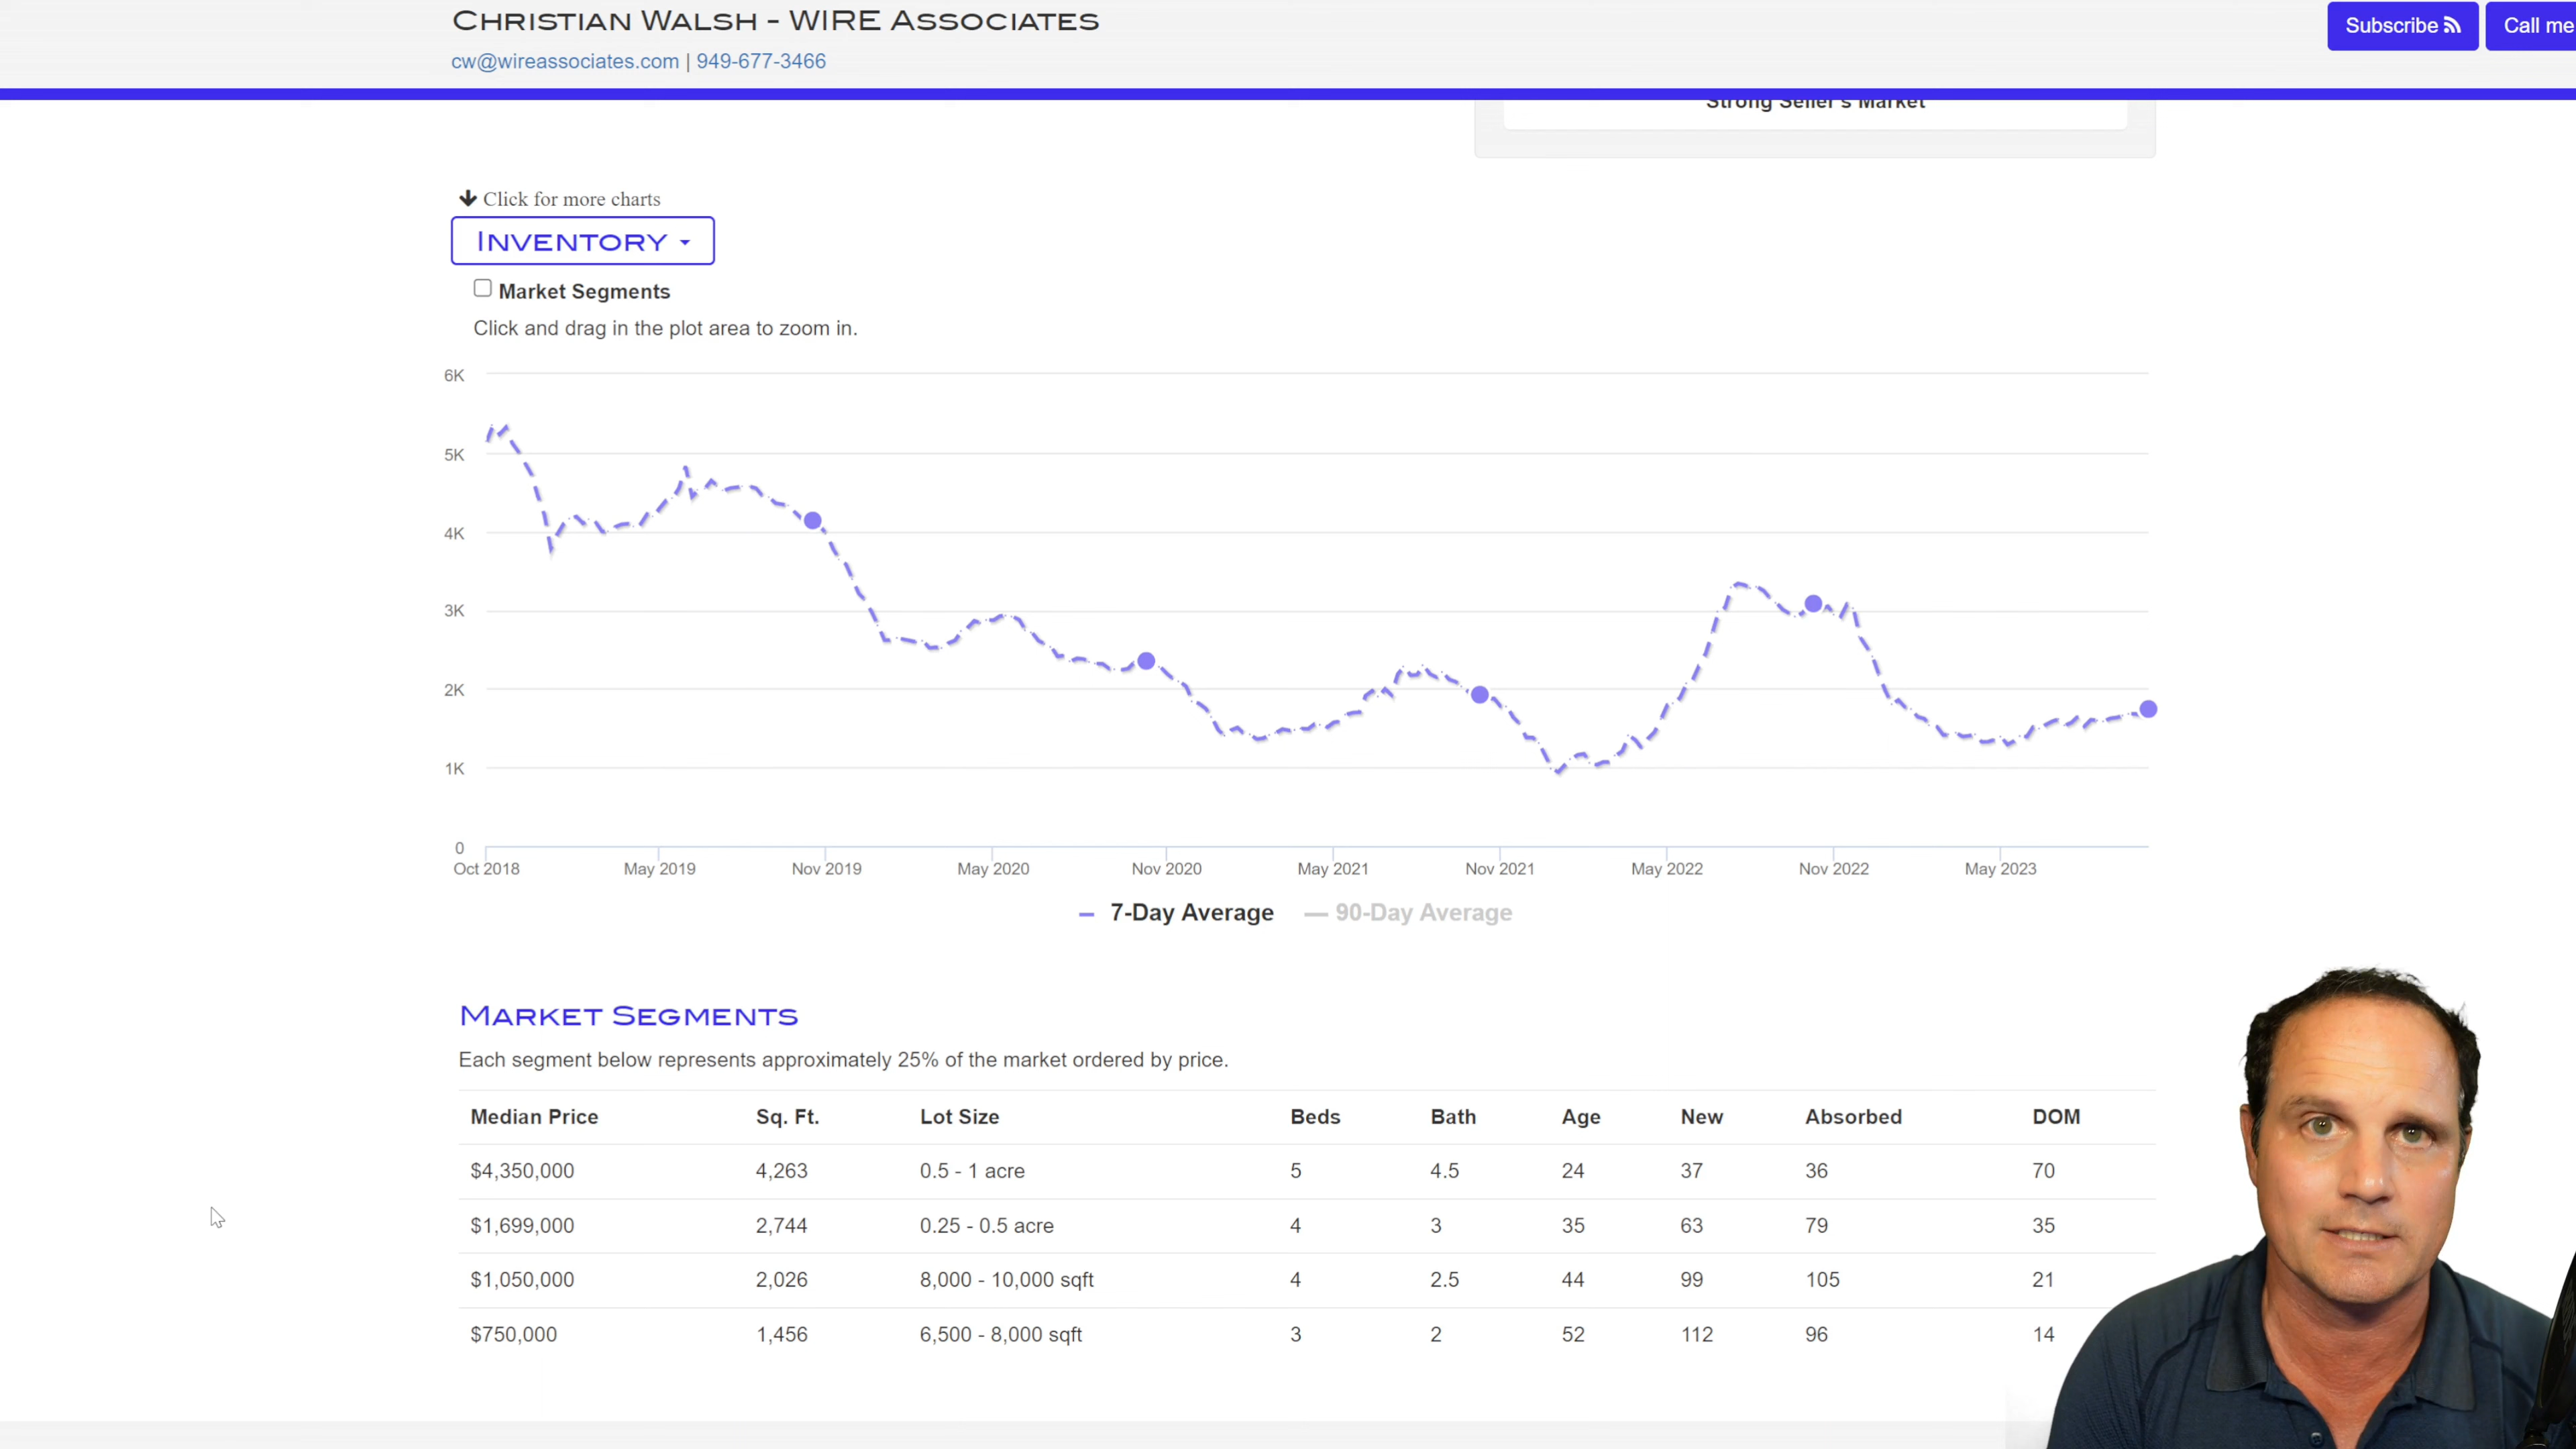 CHRISTIAN WALSH - WIRE ASSOCIATES
cw@wireassociates.com | 949-677-3466
Subscribe
Call me
Strong Seller's Market
Click for more charts
INVENTORY
Market Segments
Click and drag in the plot area to zoom in.
6K
5K
4K
3K
2K
1K
0
Oct 2018 May 2019 Nov 2019 May 2020 Nov 2020 May 2021 Nov 2021 May 2022 Nov 2022 May 2023
7-Day Average 90-Day Average
MARKET SEGMENTS
Each segment below represents approximately 25% of the market ordered by price.
Median Price Sq. Ft. Lot Size Beds Bath Age New Absorbed DOM
$4,350,000 4,263 0.5 - 1 acre 5 4.5 24 37 36 70
$1,699,000 2,744 0.25 - 0.5 acre 4 3 35 63 79 35
$1,050,000 2,026 8,000 - 10,000 sqft 4 2.5 44 99 105 21
$750,000 1,456 6,500 - 8,000 sqft 3 2 52 112 96 14